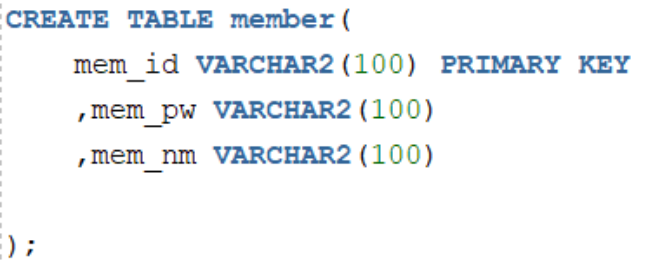 CREATE TABLE member(
mem_id VARCHAR2(100) PRIMARY KEY
,mem_pw VARCHAR2(100)
,mem_nm VARCHAR2(100)
);